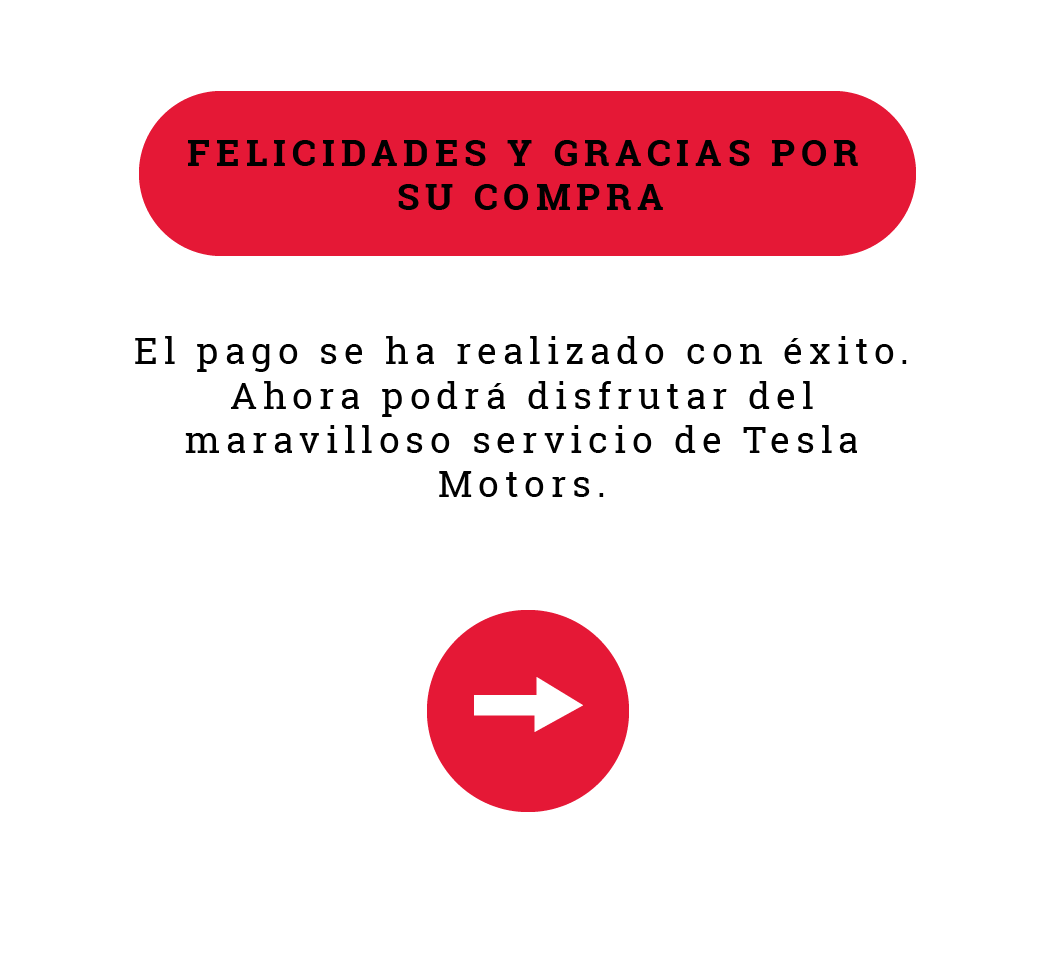 FELICIDADES Y GRACIAS POR
SU COMPRA
El pago se ha realizado con éxito.
Ahora podrá disfrutar del
maravilloso servicio de Tesla
Motors.